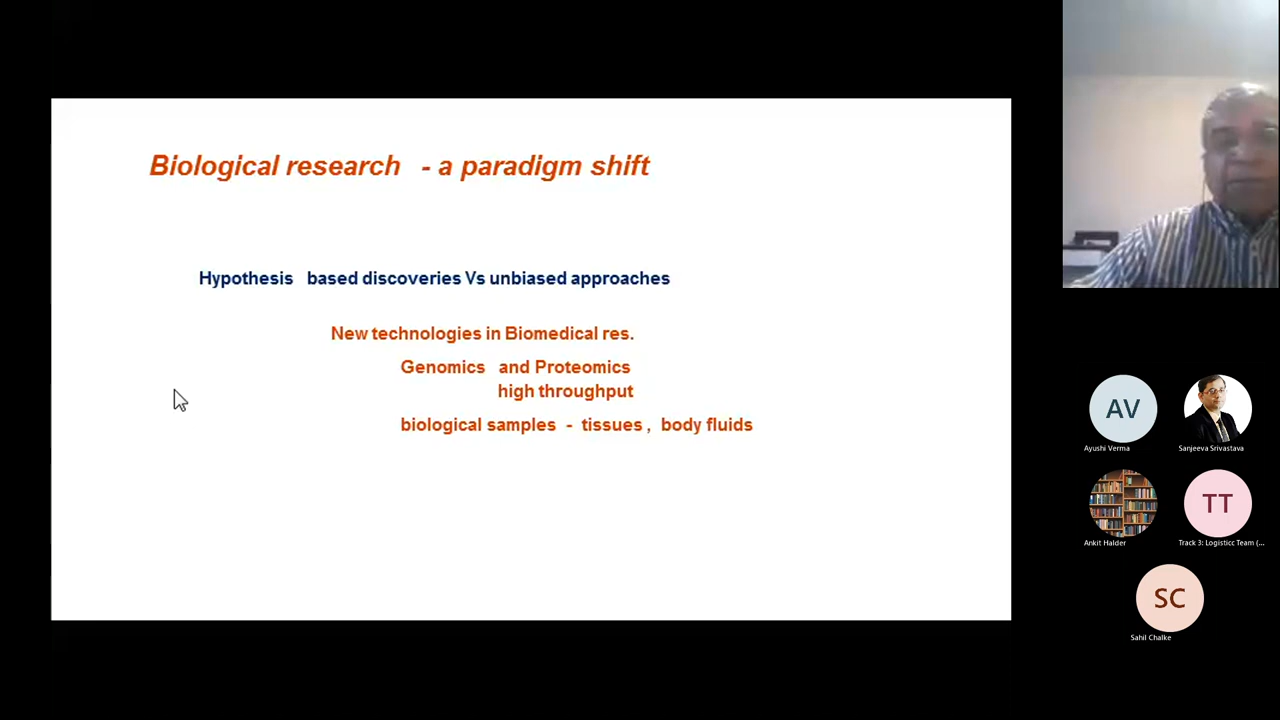 Biological research - a paradigm shift
Hypothesis based discoveries Vs unbiased approaches
New technologies in Biomedical res.
Genomics and Proteomics
high throughput
biological samples - tissues , body fluids
AV
Ayushi Verma
Sanjeeva Srivastava
Ankit Halder
TT
Track 3: Logisticc Team (...
SC
Sahil Chalke